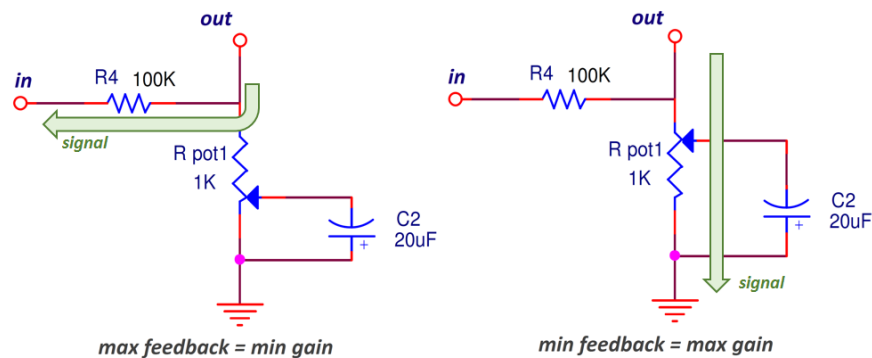 out
in
R4 100K
signal
R pot1
1K
C2
20uF
+
max feedback = min gain
out
in
R4 100K
R pot1
1K
C2
20uF
+
signal
min feedback = max gain